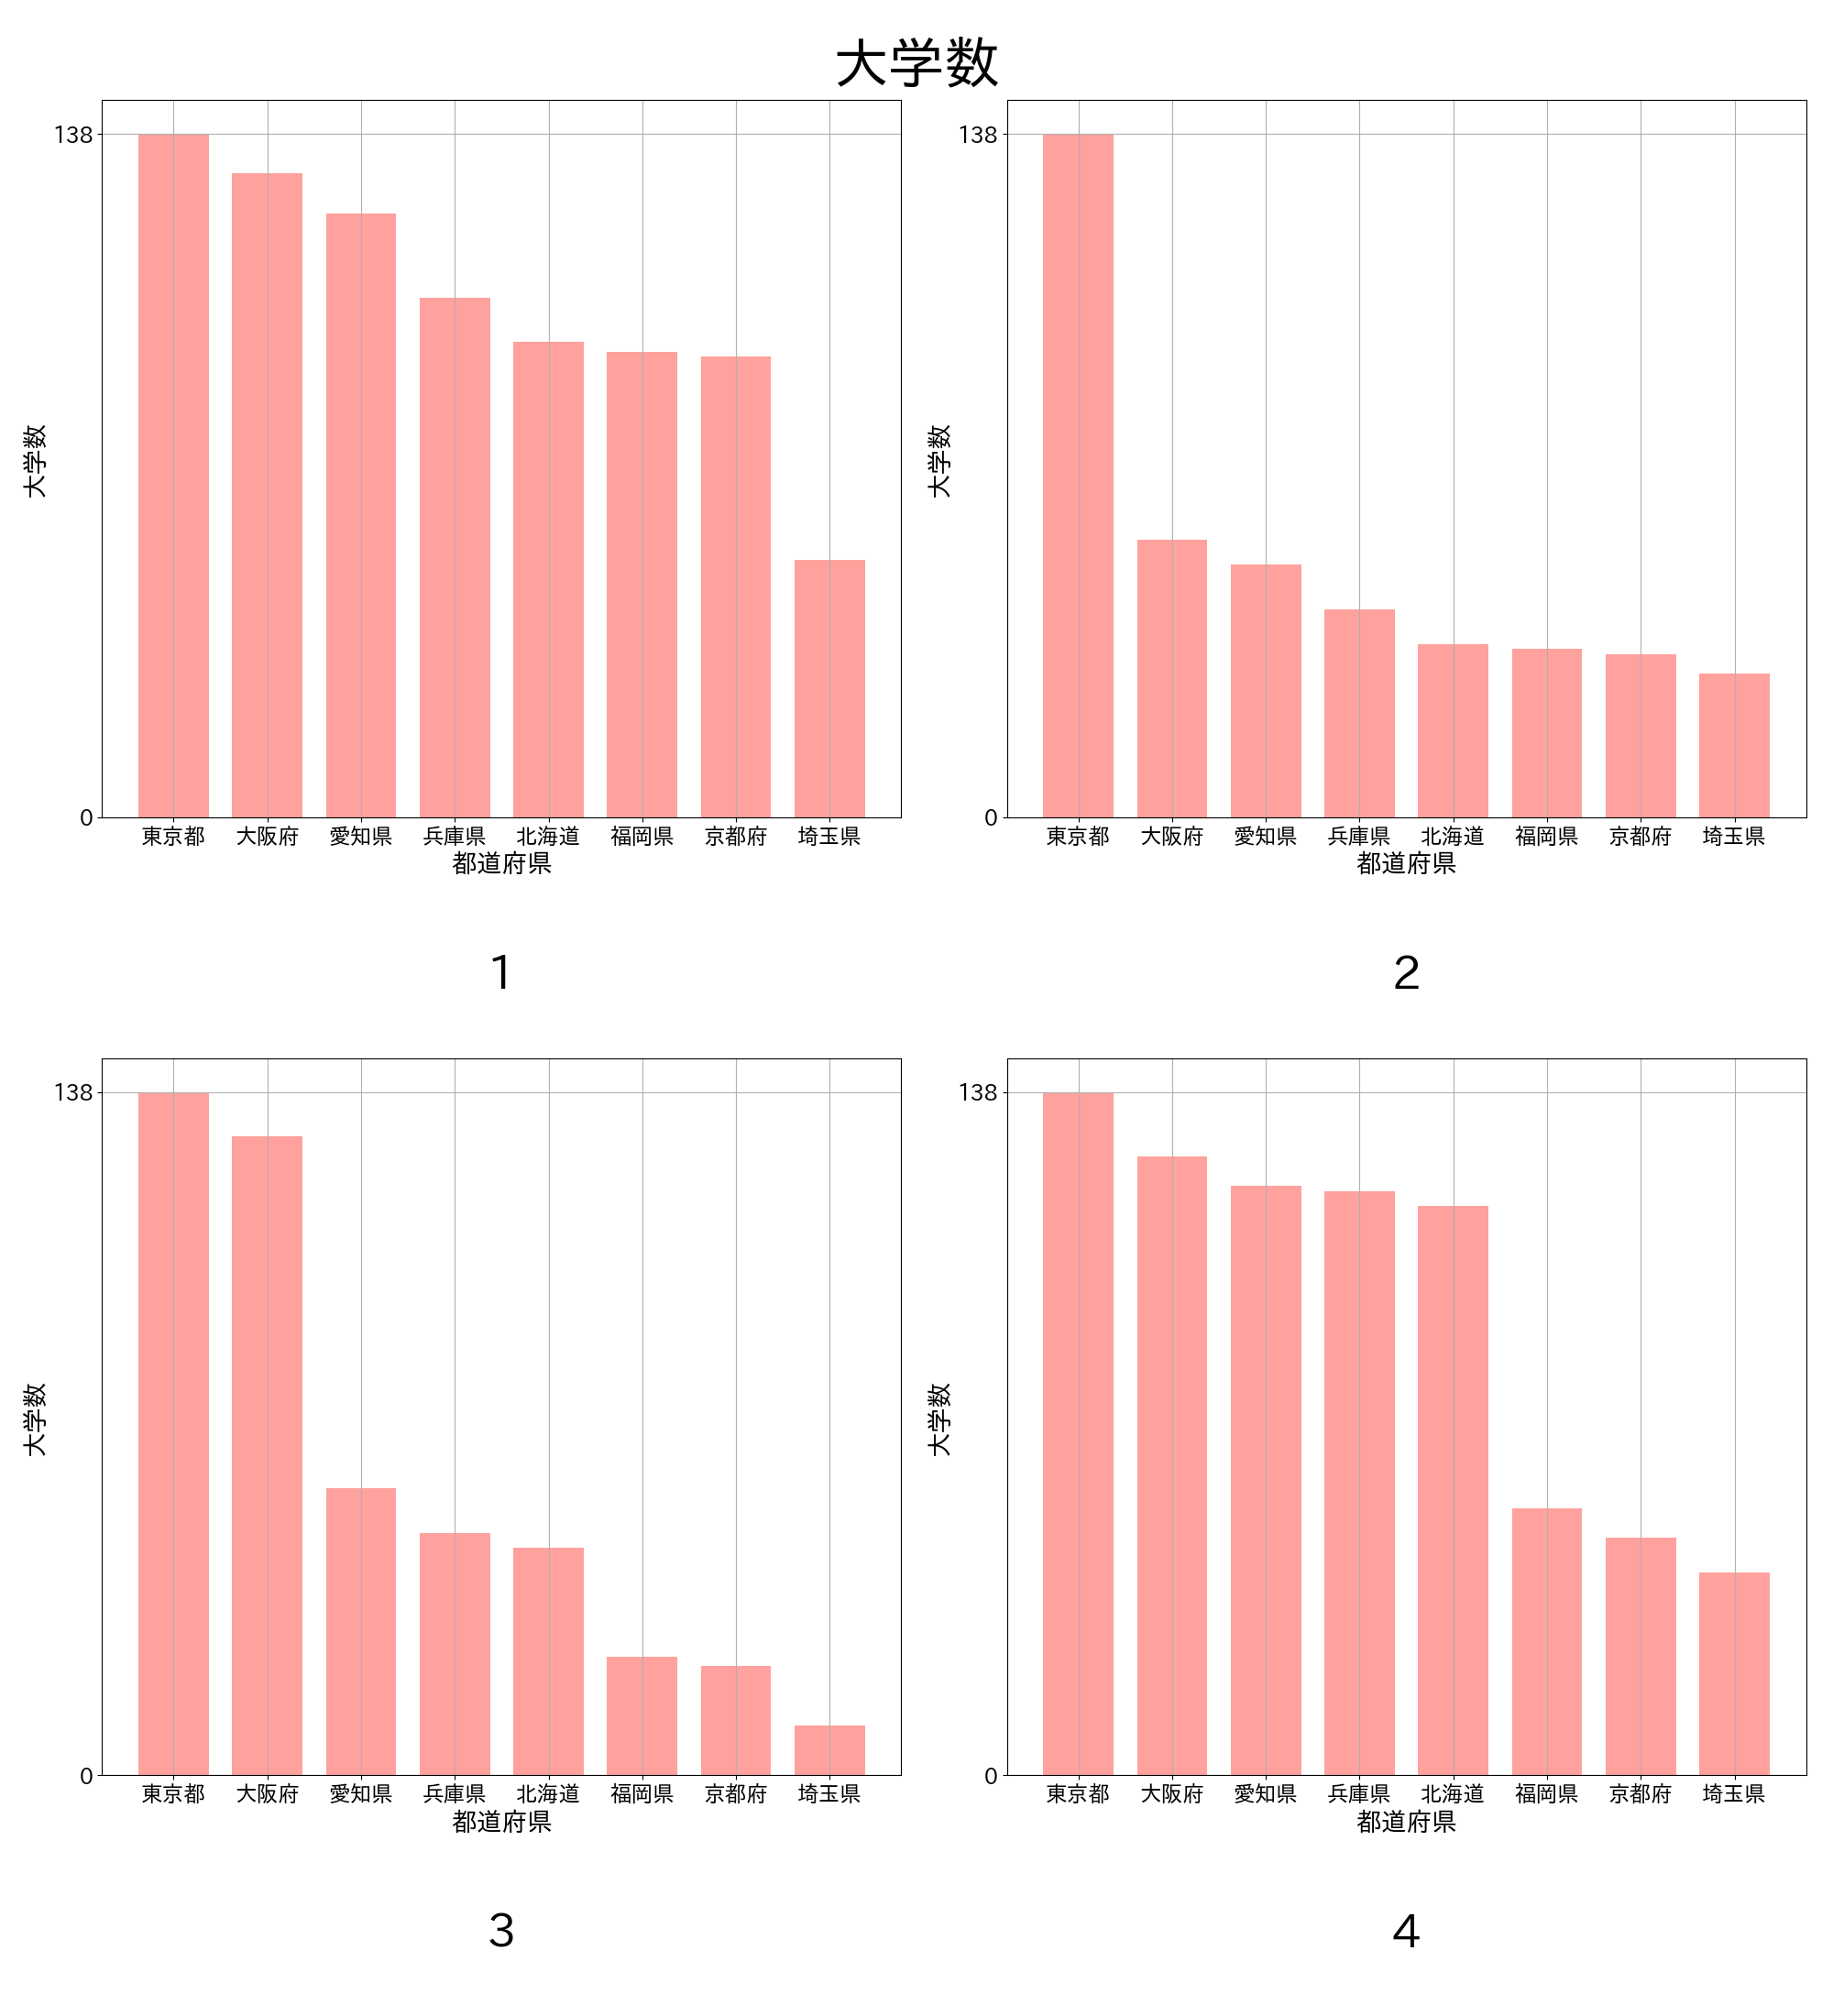 大学数
138
0
大学数
東京都 大阪府 愛知県 兵庫県 北海道 福岡県 京都府 埼玉県
都道府県
1
138
0
大学数
東京都 大阪府 愛知県 兵庫県 北海道 福岡県 京都府 埼玉県
都道府県
2
138
0
大学数
東京都 大阪府 愛知県 兵庫県 北海道 福岡県 京都府 埼玉県
都道府県
3
138
0
大学数
東京都 大阪府 愛知県 兵庫県 北海道 福岡県 京都府 埼玉県
都道府県
4